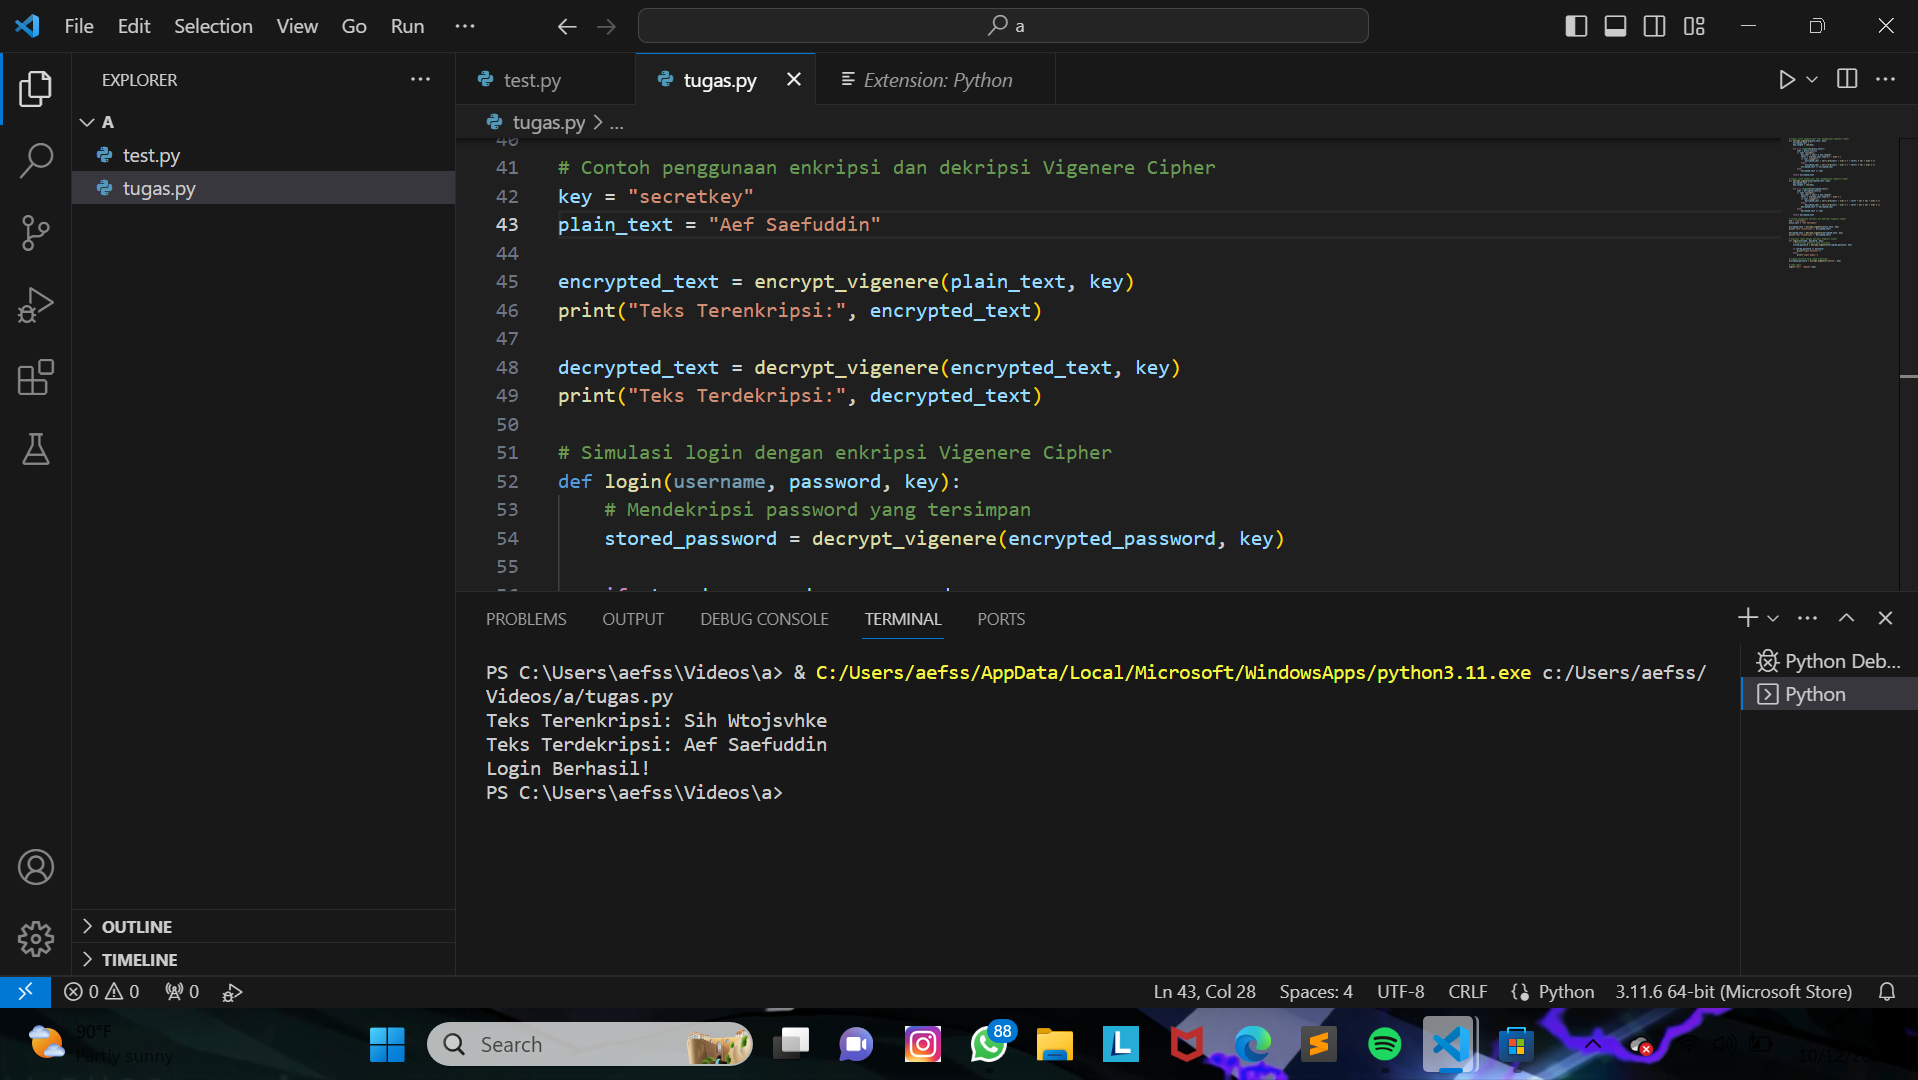 File Edit Selection View Go Run ... a
EXPLORER ...
A
test.py
tugas.py
OUTLINE
TIMELINE
test.py tugas.py Extension: Python
tugas.py > ...
40
41 # Contoh penggunaan enkripsi dan dekripsi Vigenere Cipher
42 key = "secretkey"
43 plain_text = "Aef Saefuddin"
44
45 encrypted_text = encrypt_vigenere(plain_text, key)
46 print("Teks Terenkripsi:", encrypted_text)
47
48 decrypted_text = decrypt_vigenere(encrypted_text, key)
49 print("Teks Terdekripsi:", decrypted_text)
50
51 # Simulasi login dengan enkripsi Vigenere Cipher
52 def login(username, password, key):
53 # Mendekripsi password yang tersimpan
54 stored_password = decrypt_vigenere(encrypted_password, key)
55
PROBLEMS OUTPUT DEBUG CONSOLE TERMINAL PORTS
PS C:\Users\aefss\Videos\a> & C:/Users/aefss/AppData/Local/Microsoft/WindowsApps/python3.11.exe c:/Users/aefss/
Videos/a/tugas.py
Teks Terenkripsi: Sih Wtojsvhke
Teks Terdekripsi: Aef Saefuddin
Login Berhasil!
PS C:\Users\aefss\Videos\a>
Python Deb...
Python
0 0 0 Ln 43, Col 28 Spaces: 4 UTF-8 CRLF Python 3.11.6 64-bit (Microsoft Store)
90°F
Partly sunny
Search
88
L
S